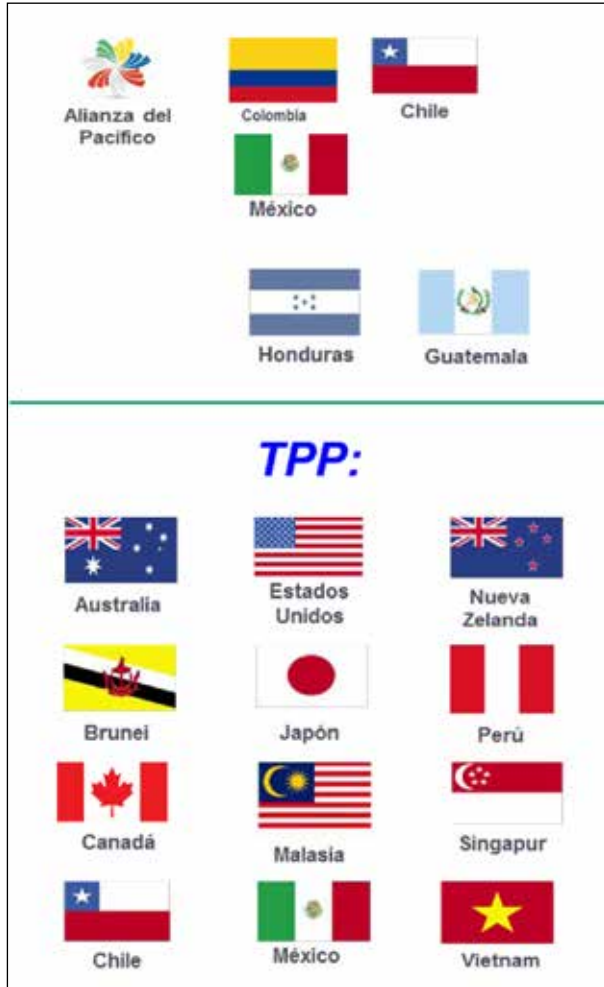 Alianza del
Pacífico
Colombia
Chile
México
Honduras
Guatemala
TPP:
Australia
Estados
Unidos
Nueva
Zelanda
Brunei
Japón
Perú
Canadá
Malasia
Singapur
Chile
México
Vietnam